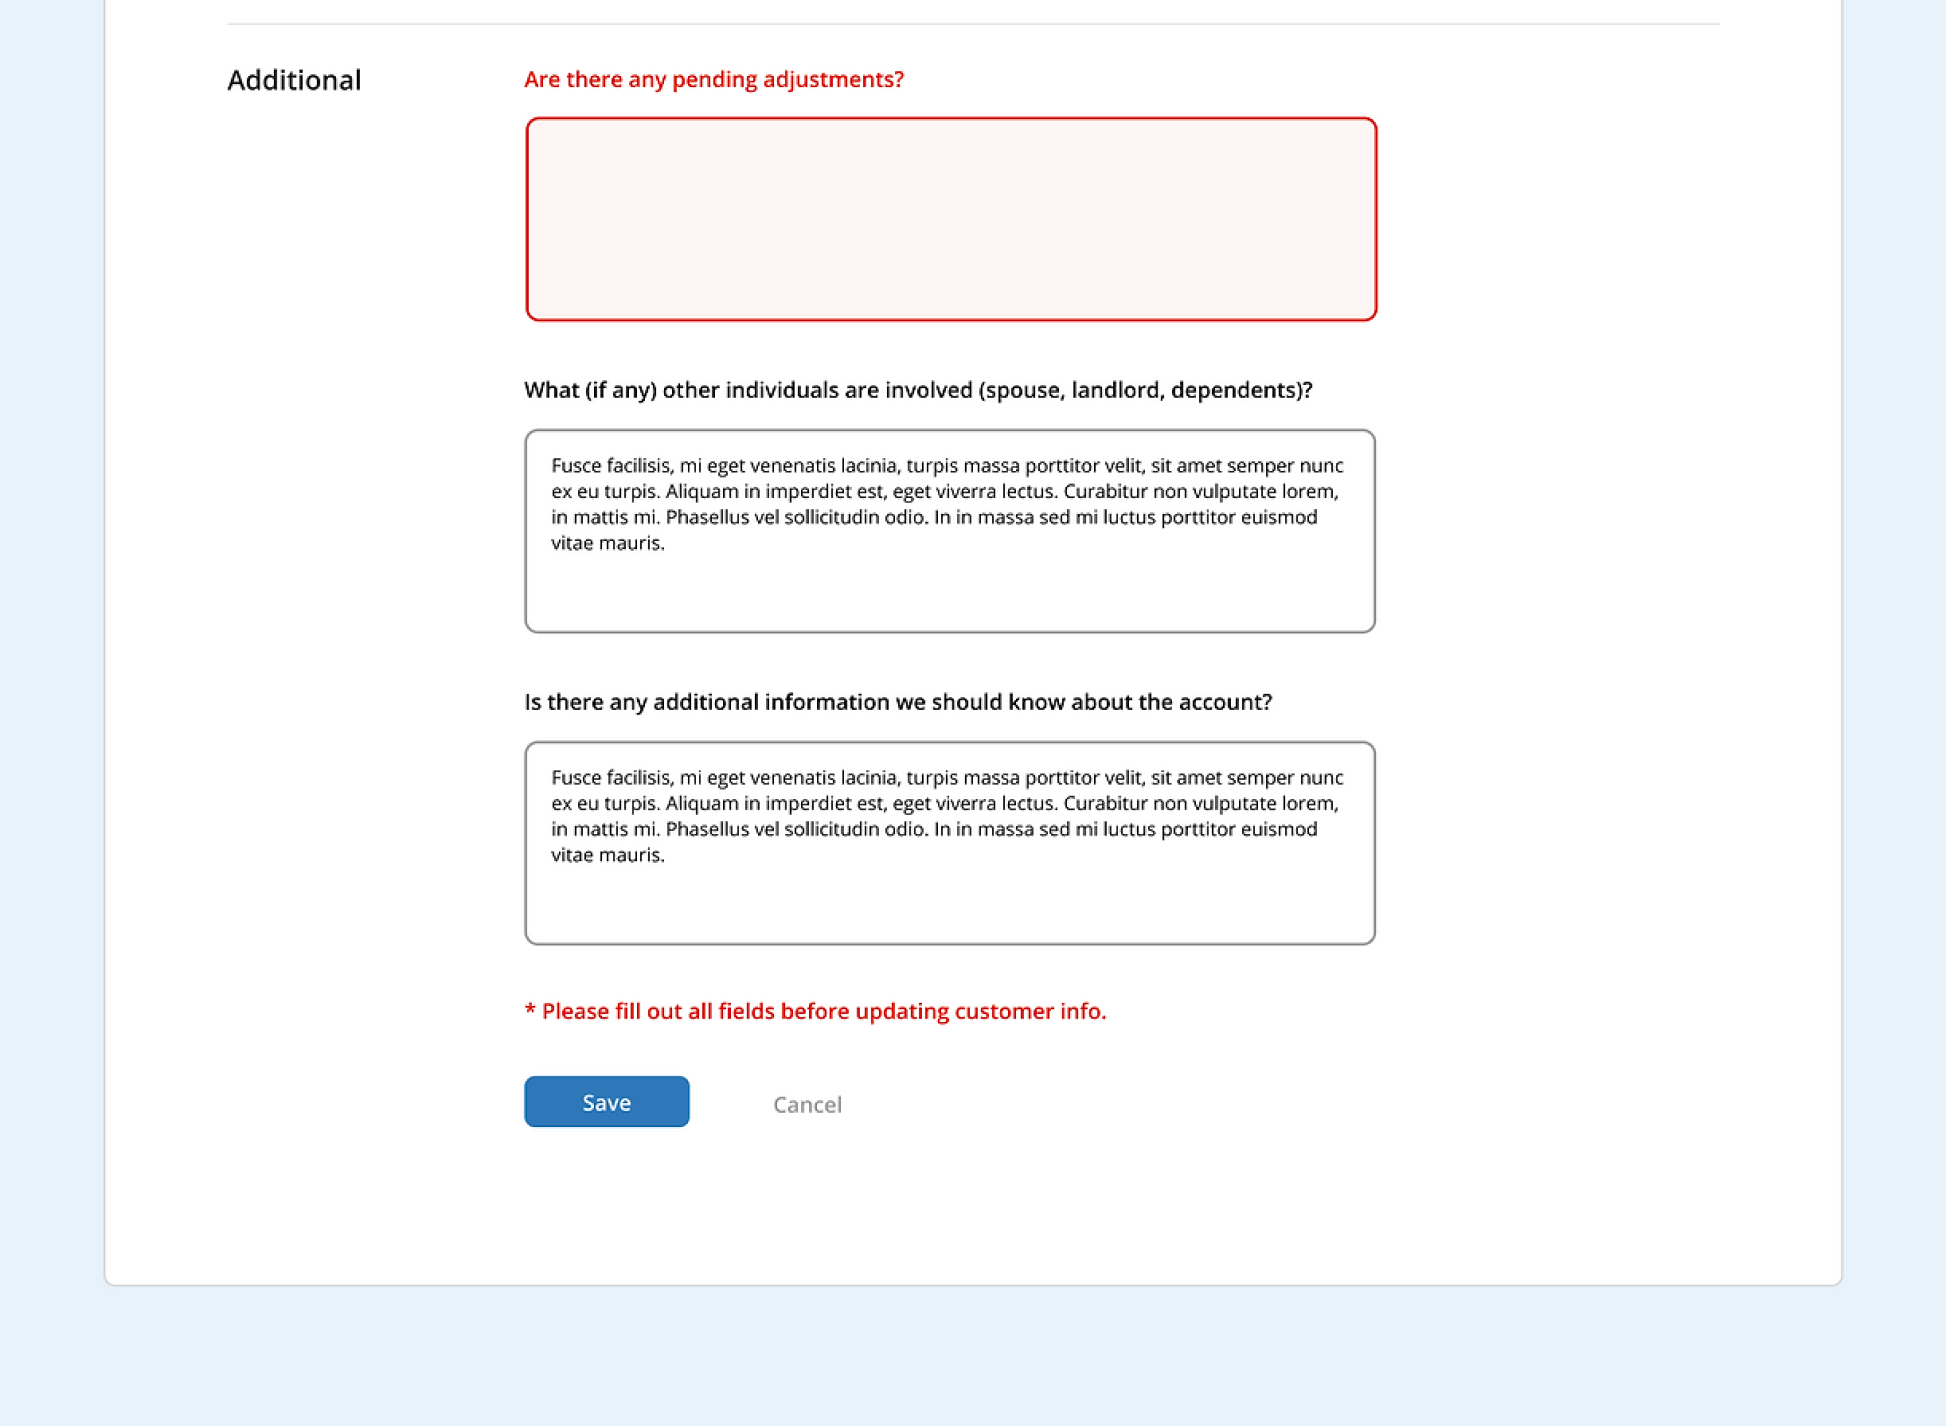 Additional
Are there any pending adjustments?
What (if any) other individuals are involved (spouse, landlord, dependents)?
Fusce facilisis, mi eget venenatis lacinia, turpis massa porttitor velit, sit amet semper nunc
ex eu turpis. Aliquam in imperdiet est, eget viverra lectus. Curabitur non vulputate lorem,
in mattis mi. Phasellus vel sollicitudin odio. In in massa sed mi luctus porttitor euismod
vitae mauris.
Is there any additional information we should know about the account?
Fusce facilisis, mi eget venenatis lacinia, turpis massa porttitor velit, sit amet semper nunc
ex eu turpis. Aliquam in imperdiet est, eget viverra lectus. Curabitur non vulputate lorem,
in mattis mi. Phasellus vel sollicitudin odio. In in massa sed mi luctus porttitor euismod
vitae mauris.
* Please fill out all fields before updating customer info.
Save
Cancel